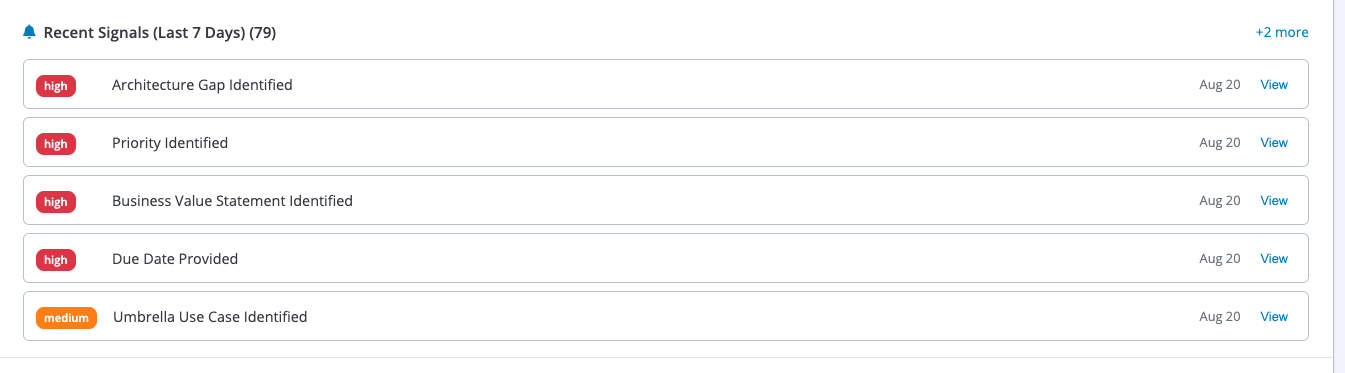 Recent Signals (Last 7 Days) (79) +2 more
high Architecture Gap Identified Aug 20 View
high Priority Identified Aug 20 View
high Business Value Statement Identified Aug 20 View
high Due Date Provided Aug 20 View
medium Umbrella Use Case Identified Aug 20 View